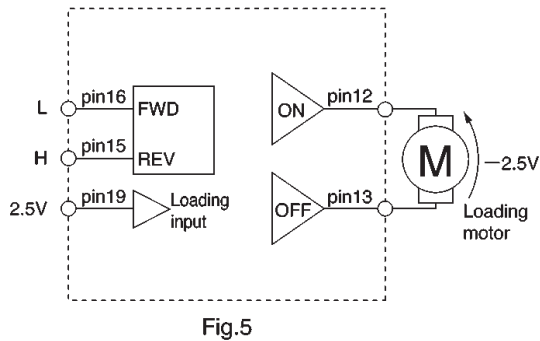 L pin16 FWD
H pin15 REV
2.5V pin19 Loading
input
ON pin12
OFF pin13
M
−2.5V
Loading
motor
Fig.5